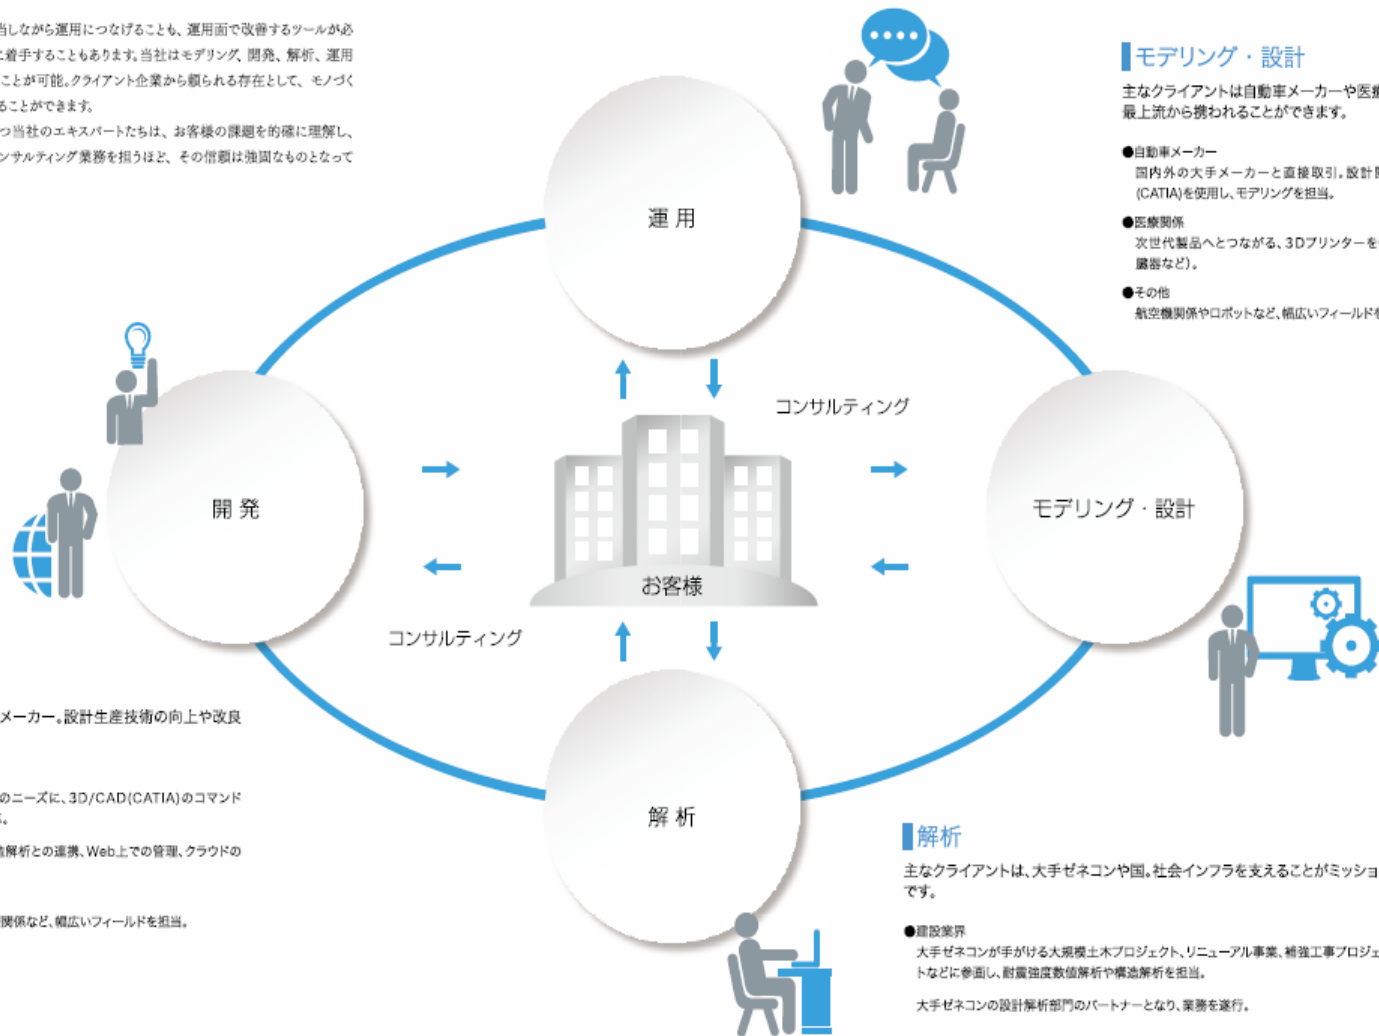 当しながら運用につなげることも、運用面で改善するツールが必
に着手することもあります。当社はモデリング、開発、解析、運用
ことが可能。クライアント企業から頼られる存在として、モノづく
ることができます。
つ当社のエキスパートたちは、お客様の課題を的確に理解し、
ンサルティング業務を担うほど、その信頼は強固なものとなって
モデリング・設計
主なクライアントは自動車メーカーや医療
最上流から携われることができます。
●自動車メーカー
国内外の大手メーカーと直接取引。設計開
(CATIA)を使用し、モデリングを担当。
●医療関係
次世代製品へとつながる、3Dプリンターを
臓器など)。
●その他
航空機関係やロボットなど、幅広いフィールドを
運用
コンサルティング
開発
モデリング・設計
お客様
コンサルティング
解析
メーカー。設計生産技術の向上や改良
のニーズに、3D/CAD(CATIA)のコマンド
解析との連携、Web上での管理、クラウドの
関係など、幅広いフィールドを担当。
解析
主なクライアントは、大手ゼネコンや国。社会インフラを支えることがミッショ
です。
●建設業界
大手ゼネコンが手がける大規模土木プロジェクト、リニューアル事業、補強工事プロジェ
トなどに参画し、耐震強度数値解析や構造解析を担当。
大手ゼネコンの設計解析部門のパートナーとなり、業務を遂行。